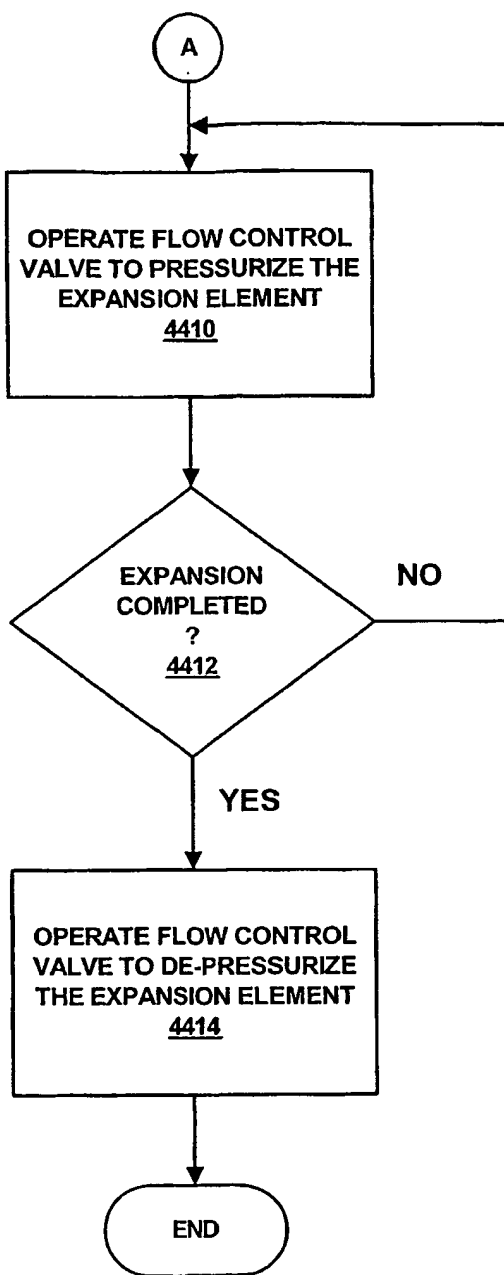 A
OPERATE FLOW CONTROL
VALVE TO PRESSURIZE THE
EXPANSION ELEMENT
4410
EXPANSION
COMPLETED
?
4412
NO
YES
OPERATE FLOW CONTROL
VALVE TO DE-PRESSURIZE
THE EXPANSION ELEMENT
4414
END